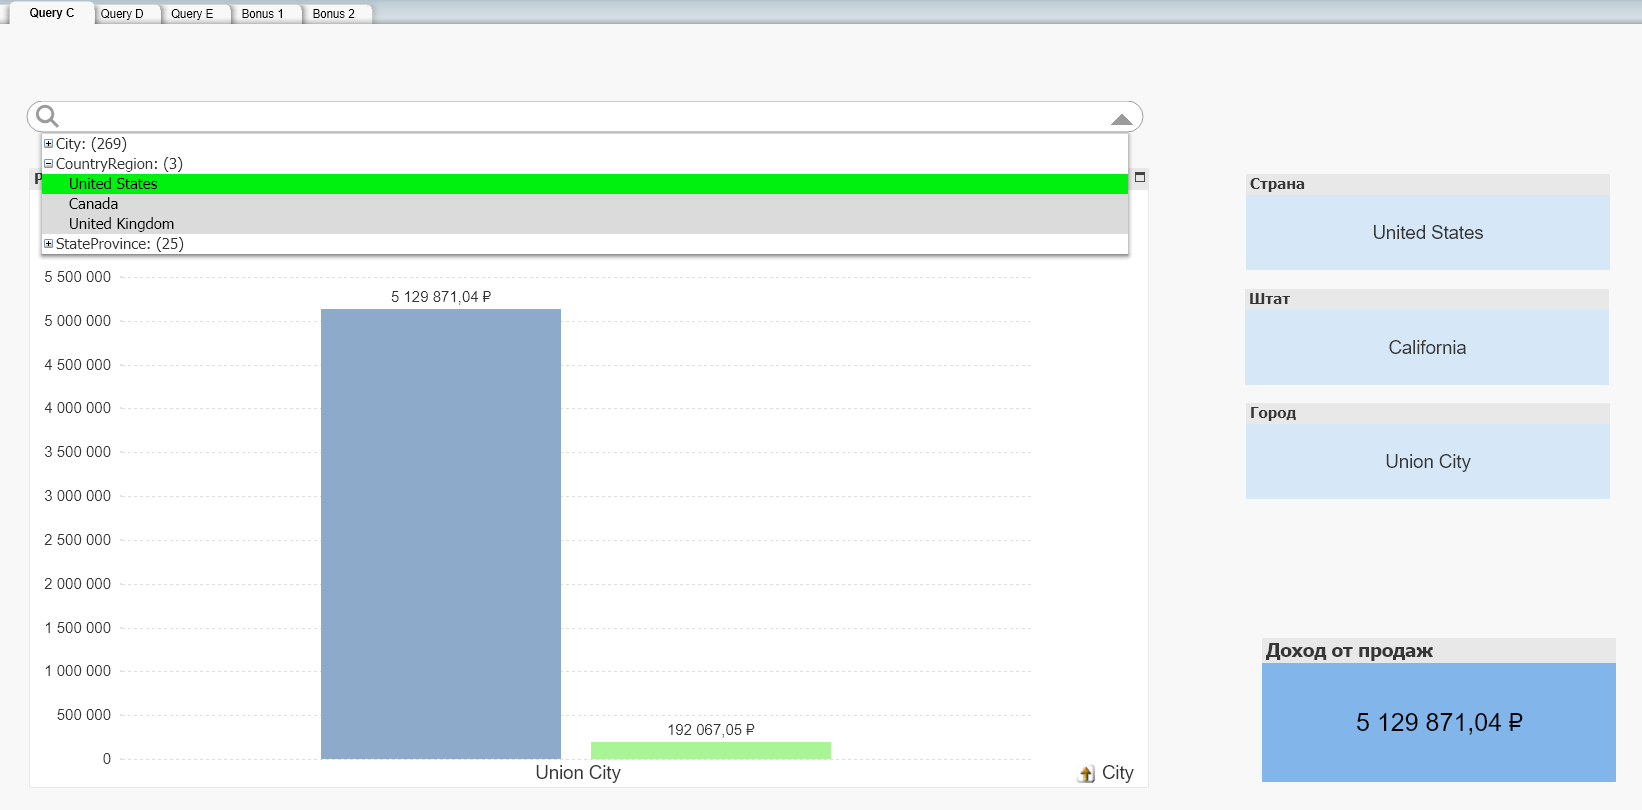 Query C
Query D
Query E
Bonus 1
Bonus 2
City: (269)
CountryRegion: (3)
United States
Canada
United Kingdom
StateProvince: (25)
5 500 000
5 000 000
4 500 000
4 000 000
3 500 000
3 000 000
2 500 000
2 000 000
1 500 000
1 000 000
500 000
0
5 129 871,04 ₽
192 067,05 ₽
Union City
City
Страна
United States
Штат
California
Город
Union City
Доход от продаж
5 129 871,04 ₽